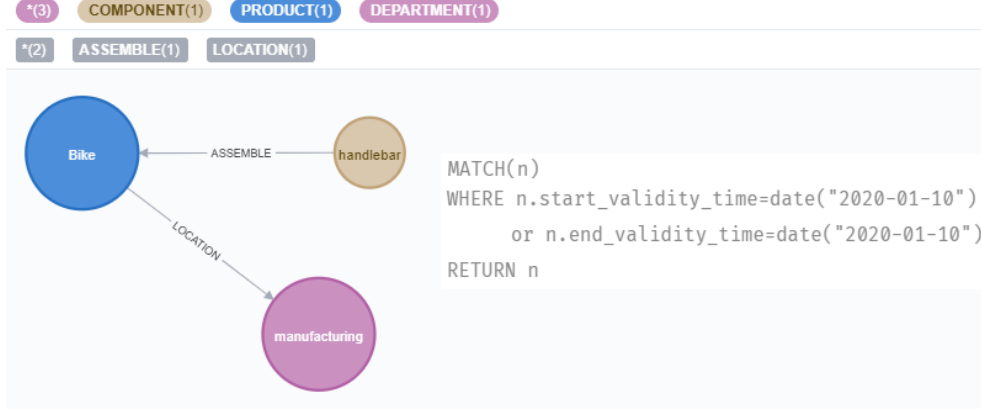 *(3) COMPONENT(1) PRODUCT(1) DEPARTMENT(1)
*(2) ASSEMBLE(1) LOCATION(1)
Bike
ASSEMBLE
handlebar
LOCATION
manufacturing
MATCH(n)
WHERE n.start_validity_time=date("2020-01-10")
or n.end_validity_time=date("2020-01-10")
RETURN n